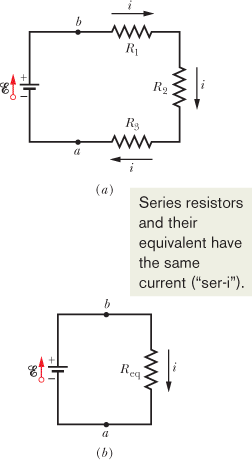 i
b
R1
+
ℰ
−
R2
i
R3
a
i
(a)
Series resistors
and their
equivalent have
the same
current (“ser-i”).
b
+
ℰ
−
Req
i
a
(b)